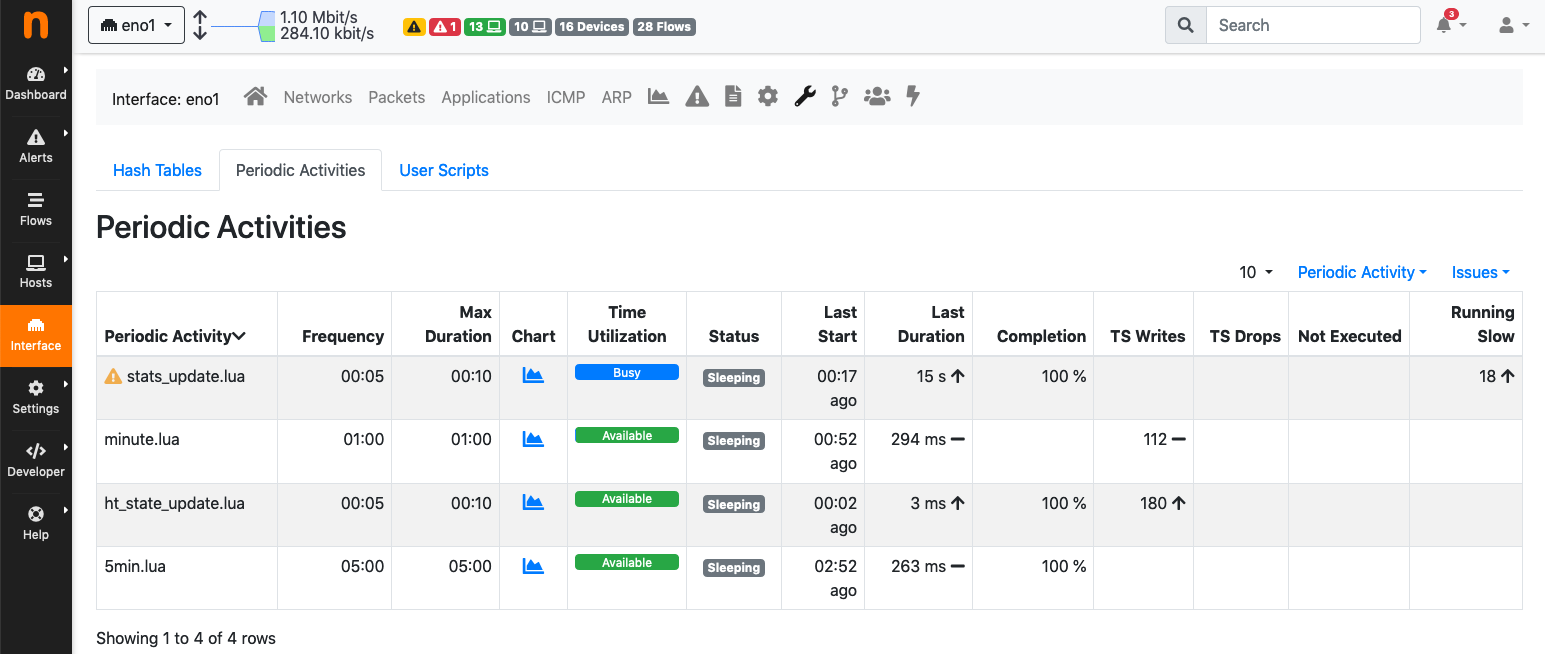 n
eno1
1.10 Mbit/s
284.10 kbit/s
1
13
10
16 Devices
28 Flows
Search
3
Dashboard
Alerts
Flows
Hosts
Interface
Settings
Developer
Help
Interface: eno1
Networks
Packets
Applications
ICMP
ARP
Hash Tables
Periodic Activities
User Scripts
Periodic Activities
10
Periodic Activity
Issues
Periodic Activity Frequency Max Duration Chart Time Utilization Status Last Start Last Duration Completion TS Writes TS Drops Not Executed Running Slow
stats_update.lua 00:05 00:10 Busy Sleeping 00:17 ago 15 s 100 % 18
minute.lua 01:00 01:00 Available Sleeping 00:52 ago 294 ms 112
ht_state_update.lua 00:05 00:10 Available Sleeping 00:02 ago 3 ms 100 % 180
5min.lua 05:00 05:00 Available Sleeping 02:52 ago 263 ms 100 %
Showing 1 to 4 of 4 rows